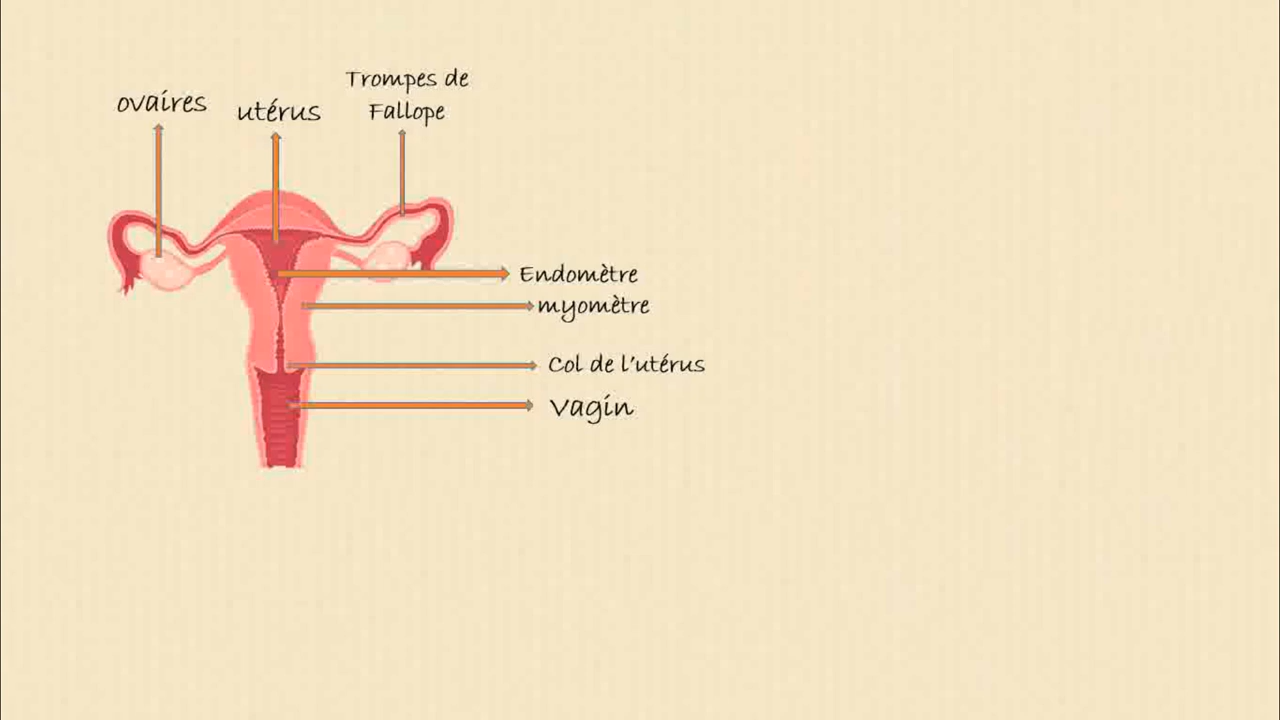 ovaires
utérus
Trompes de
Fallope
Endomètre
myomètre
Col de l'utérus
Vagin